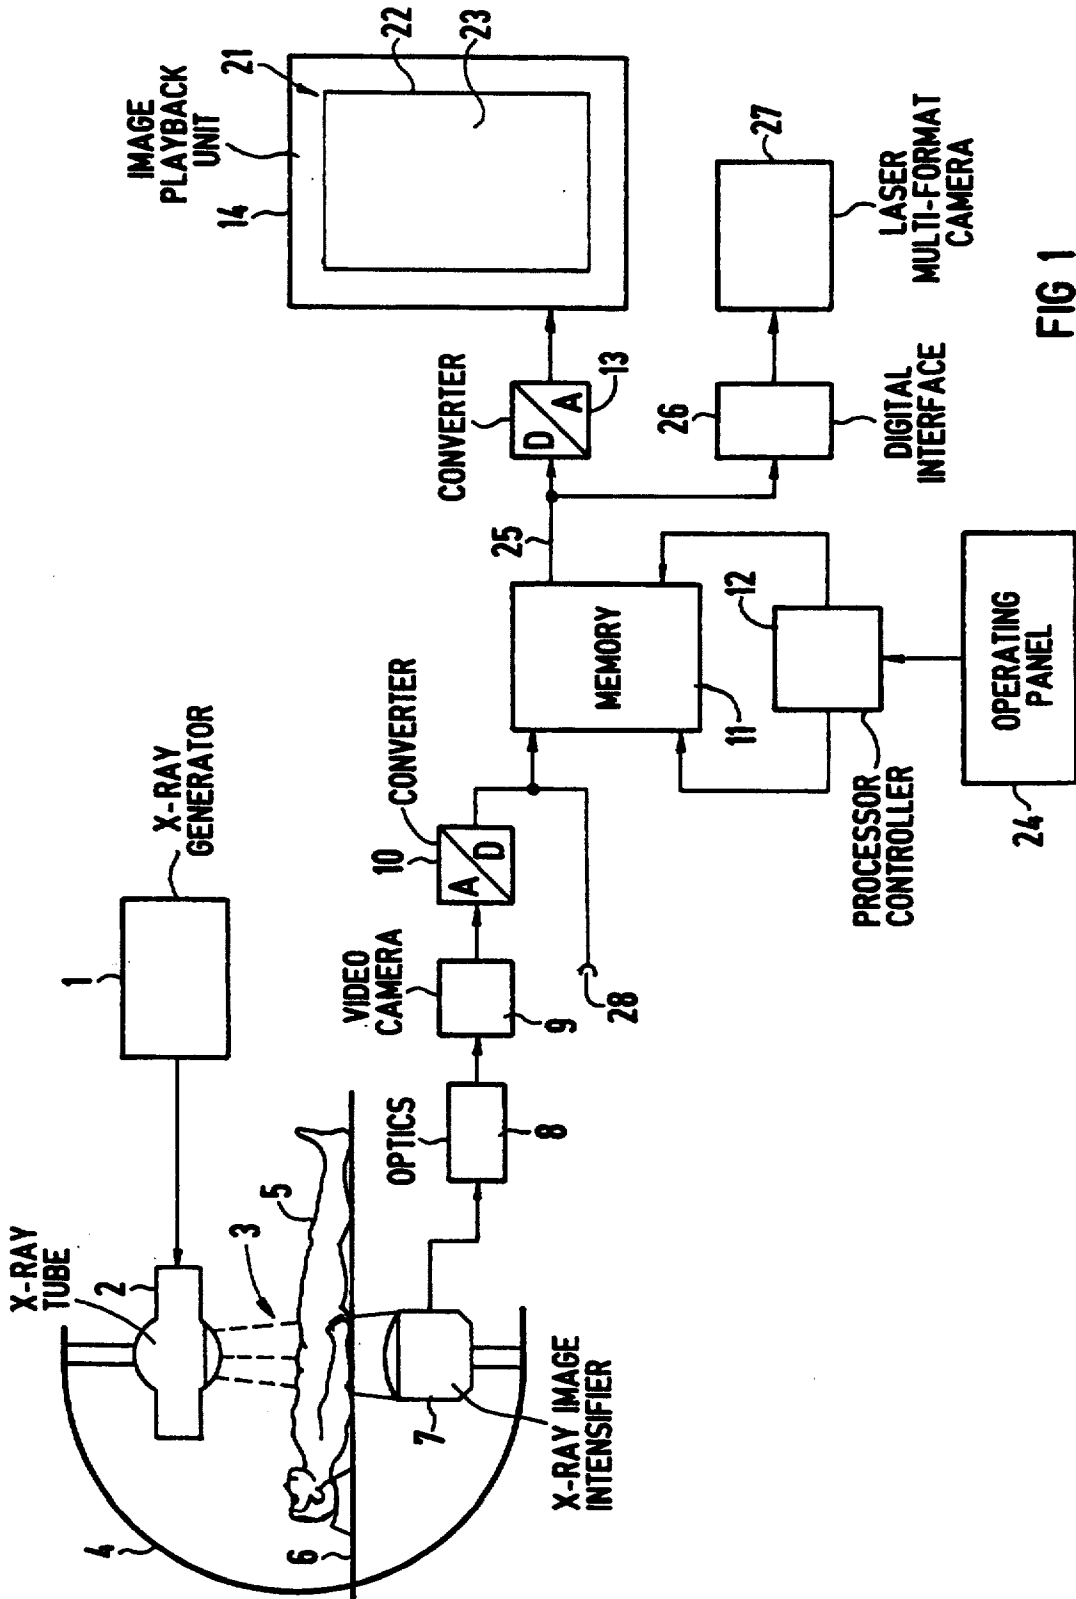 X-RAY
GENERATOR
1
X-RAY
TUBE
2
3
4
5
6
7
X-RAY IMAGE
INTENSIFIER
OPTICS
8
VIDEO
CAMERA
9
28
CONVERTER
10
A
D
MEMORY
11
PROCESSOR
CONTROLLER
12
OPERATING
PANEL
24
25
CONVERTER
D
A
13
IMAGE
PLAYBACK
UNIT
14
21
22
23
26
DIGITAL
INTERFACE
27
LASER
MULTI-FORMAT
CAMERA
FIG 1